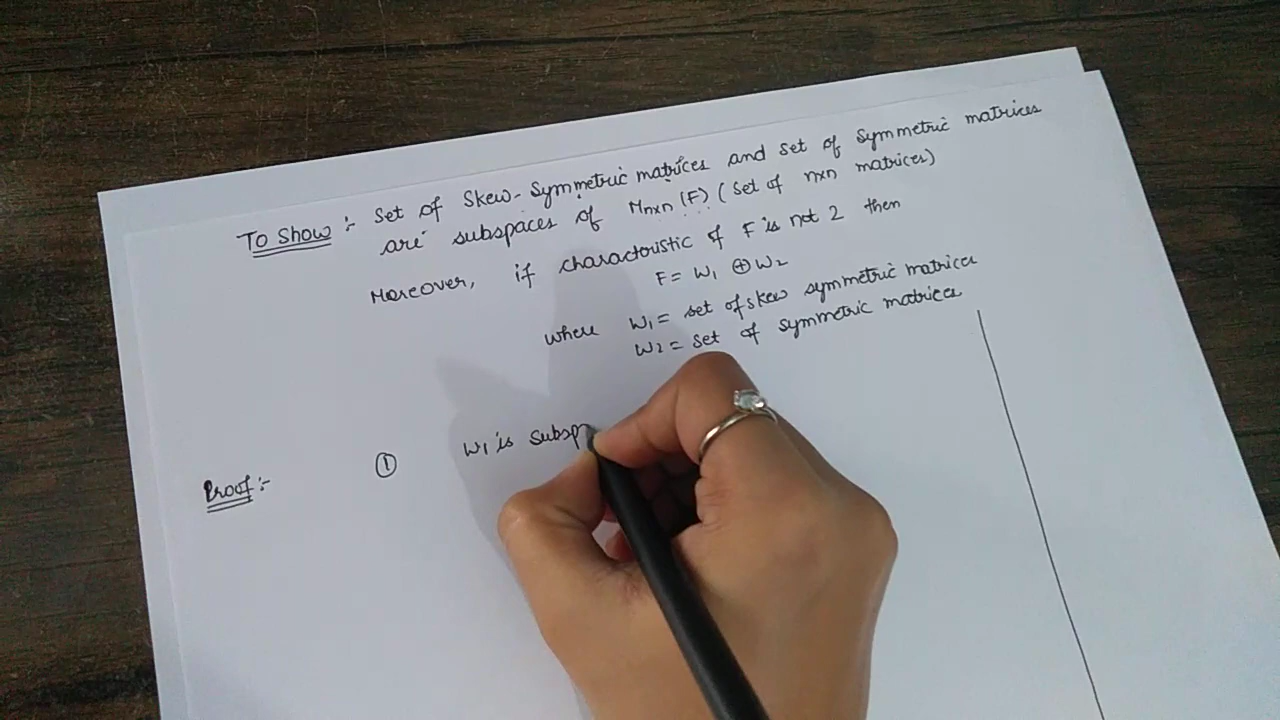 To Show :- Set of Skew-Symmetric matrices and set of symmetric matrices
are subspaces of Mnxn (F) (set of nxn matrices)
Moreover, if charactoustic of F is not 2 then
F = W1 ⊕ W2
where W1 = set of skew symmetric matrices
W2 = set of symmetric matrices
Proof :- ① W1 is subsp